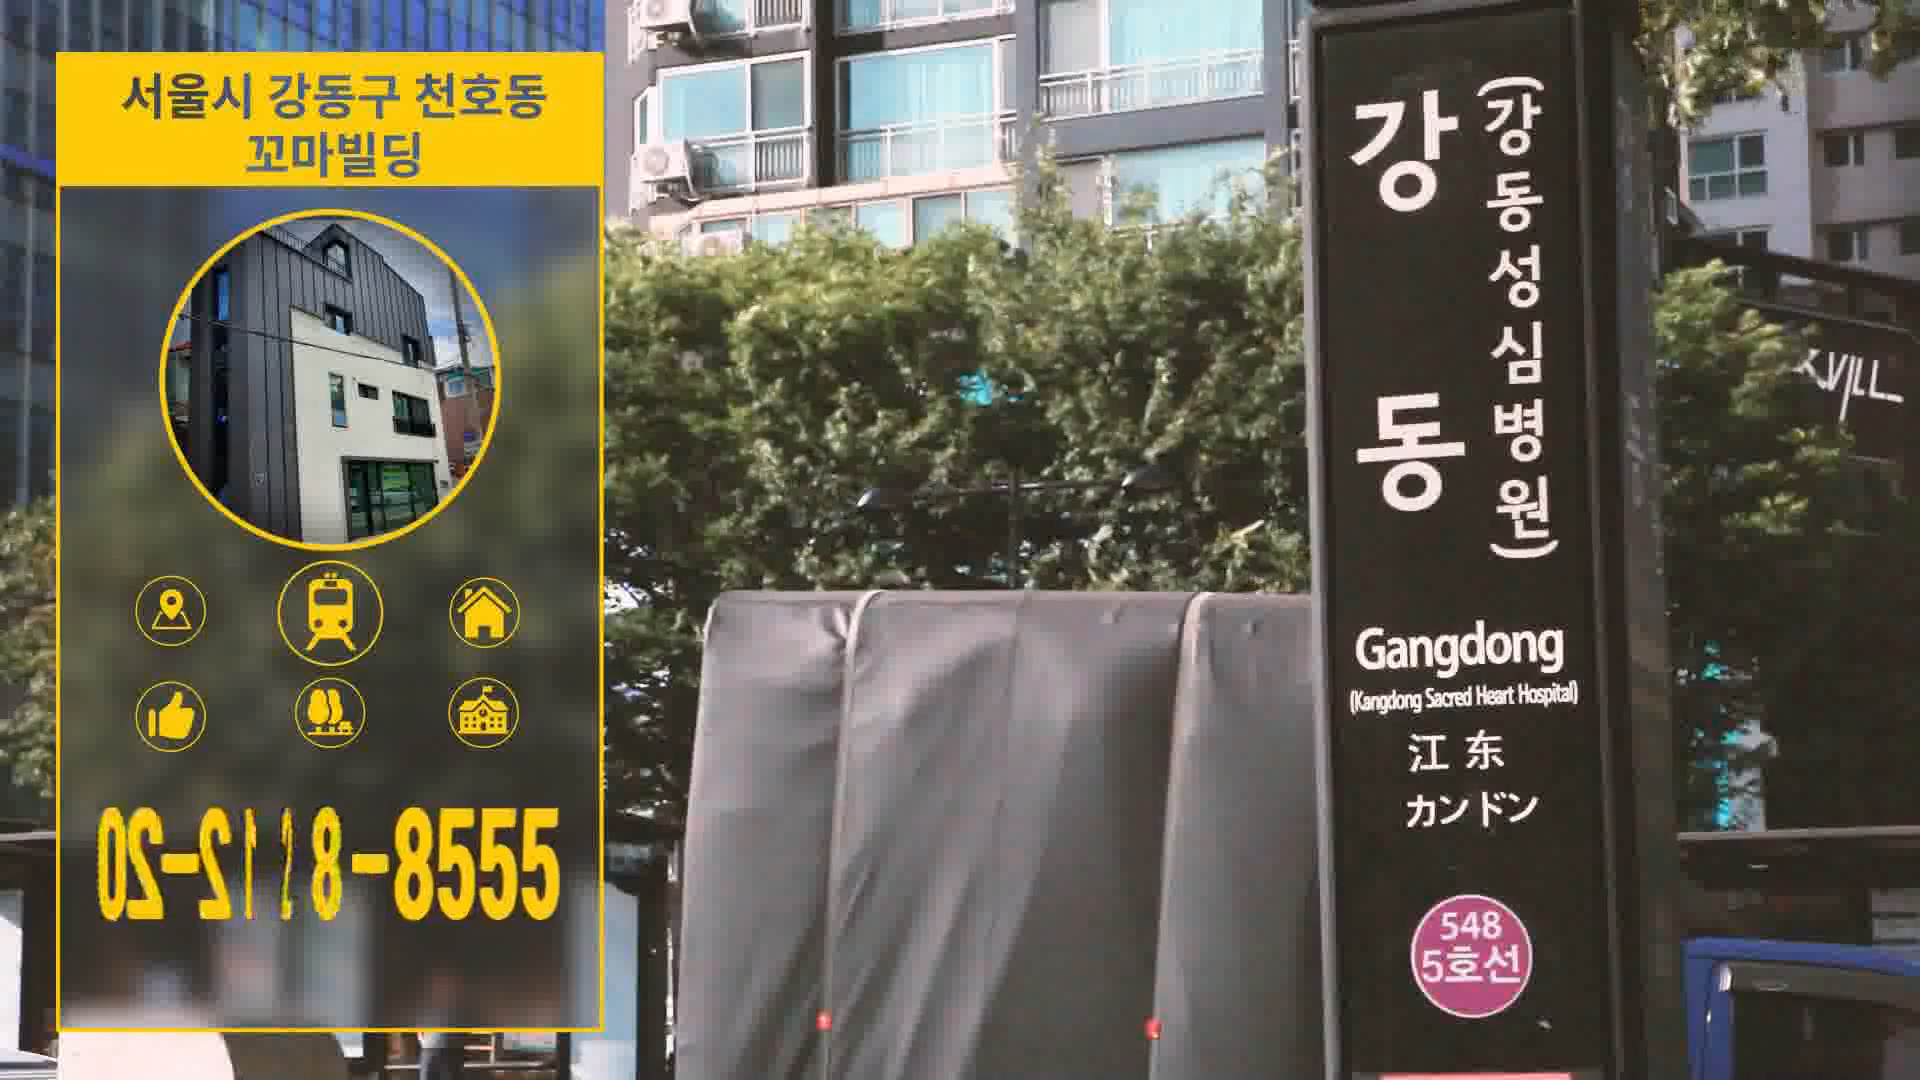 서울시 강동구 천호동
꼬마빌딩
강동
(강동성심병원)
Gangdong
(Kangdong Sacred Heart Hospital)
江东
カンドン
548
5호선